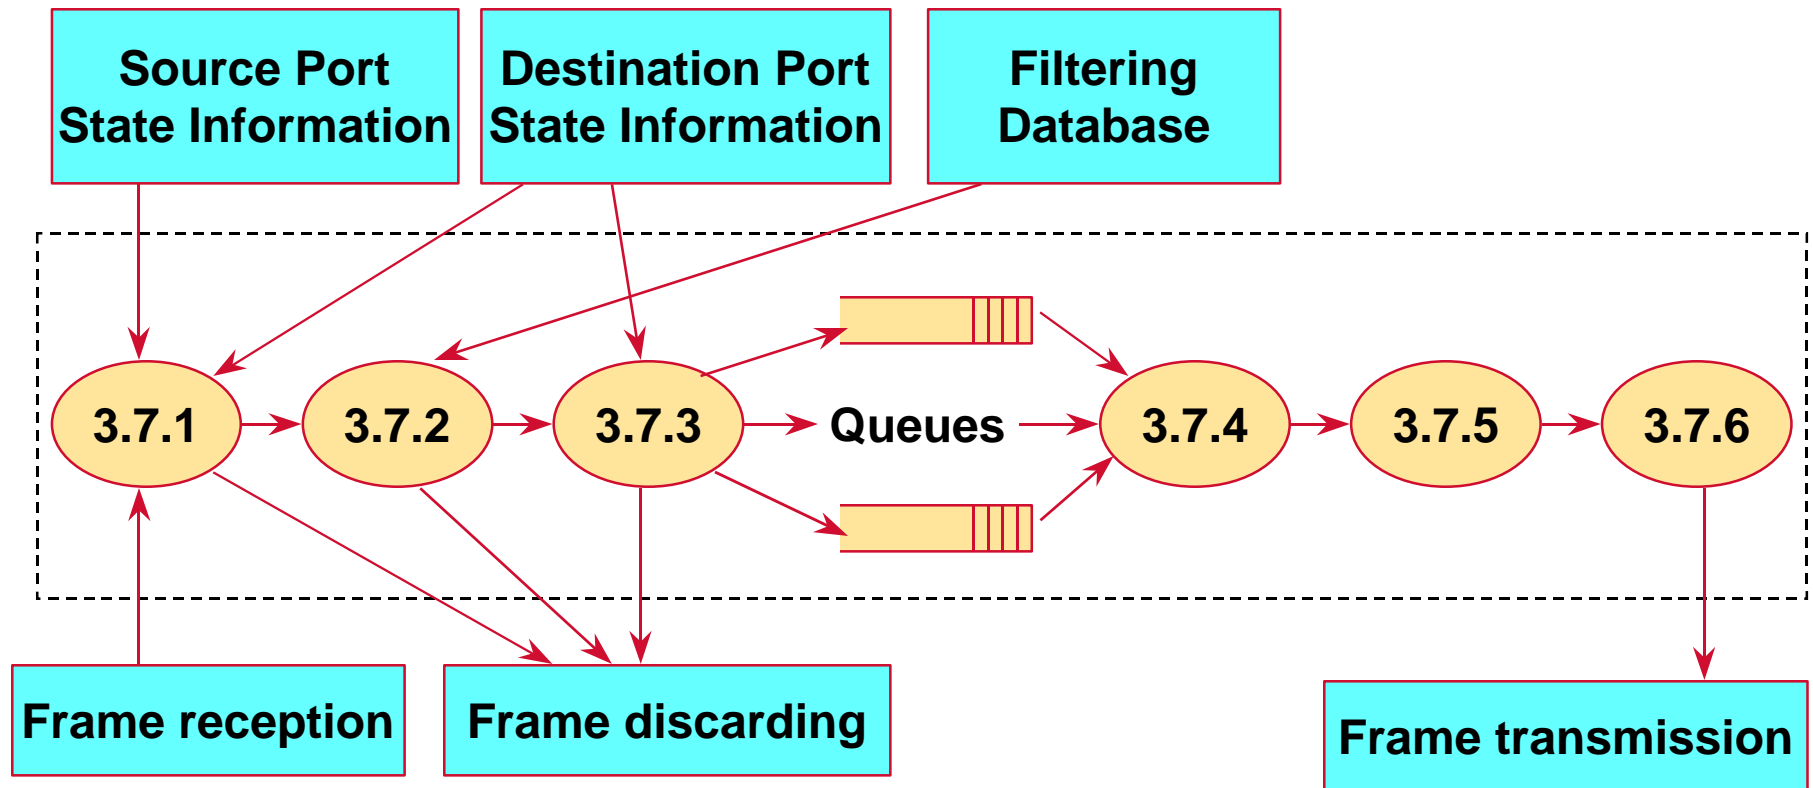 Source Port
State Information
Destination Port
State Information
Filtering
Database
3.7.1
3.7.2
3.7.3
Queues
3.7.4
3.7.5
3.7.6
Frame reception
Frame discarding
Frame transmission